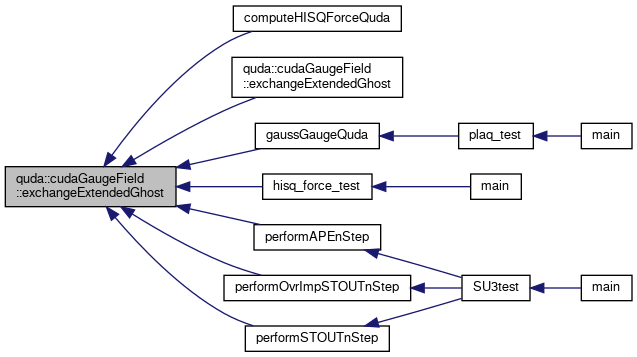 computeHISQForceQuda
quda::cudaGaugeField
::exchangeExtendedGhost
gaussGaugeQuda
plaq_test
main
quda::cudaGaugeField
::exchangeExtendedGhost
hisq_force_test
main
performAPEnStep
performOvrImpSTOUTnStep
SU3test
main
performSTOUTnStep